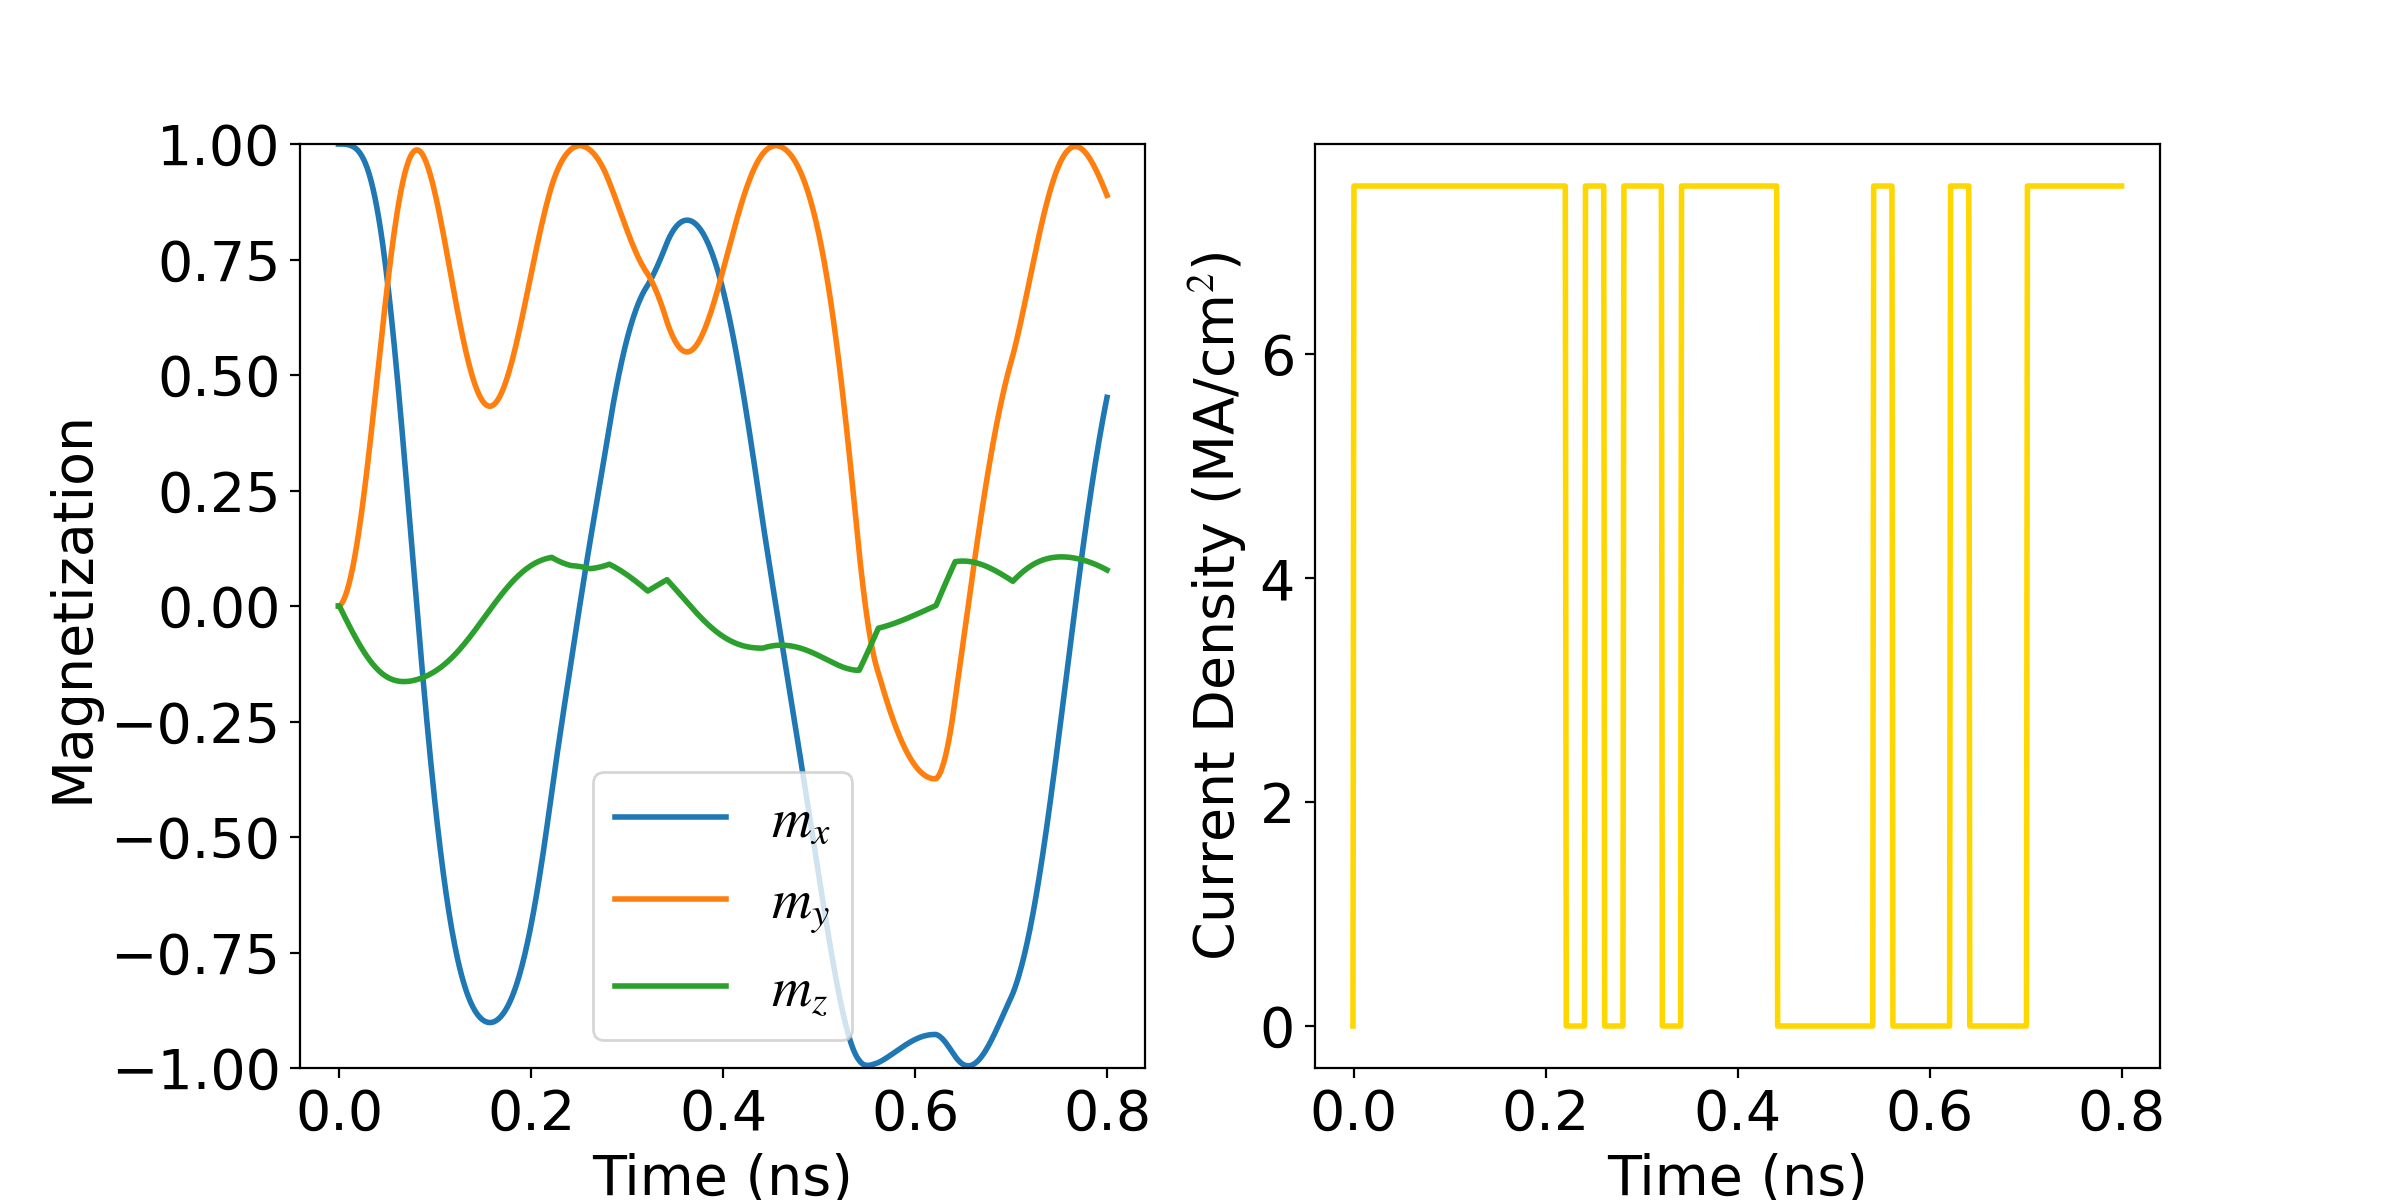 Magnetization
1.00
0.75
0.50
0.25
0.00
−0.25
−0.50
−0.75
−1.00
0.0 0.2 0.4 0.6 0.8
Time (ns)
m_x
m_y
m_z
Current Density (MA/cm²)
6
4
2
0
0.0 0.2 0.4 0.6 0.8
Time (ns)